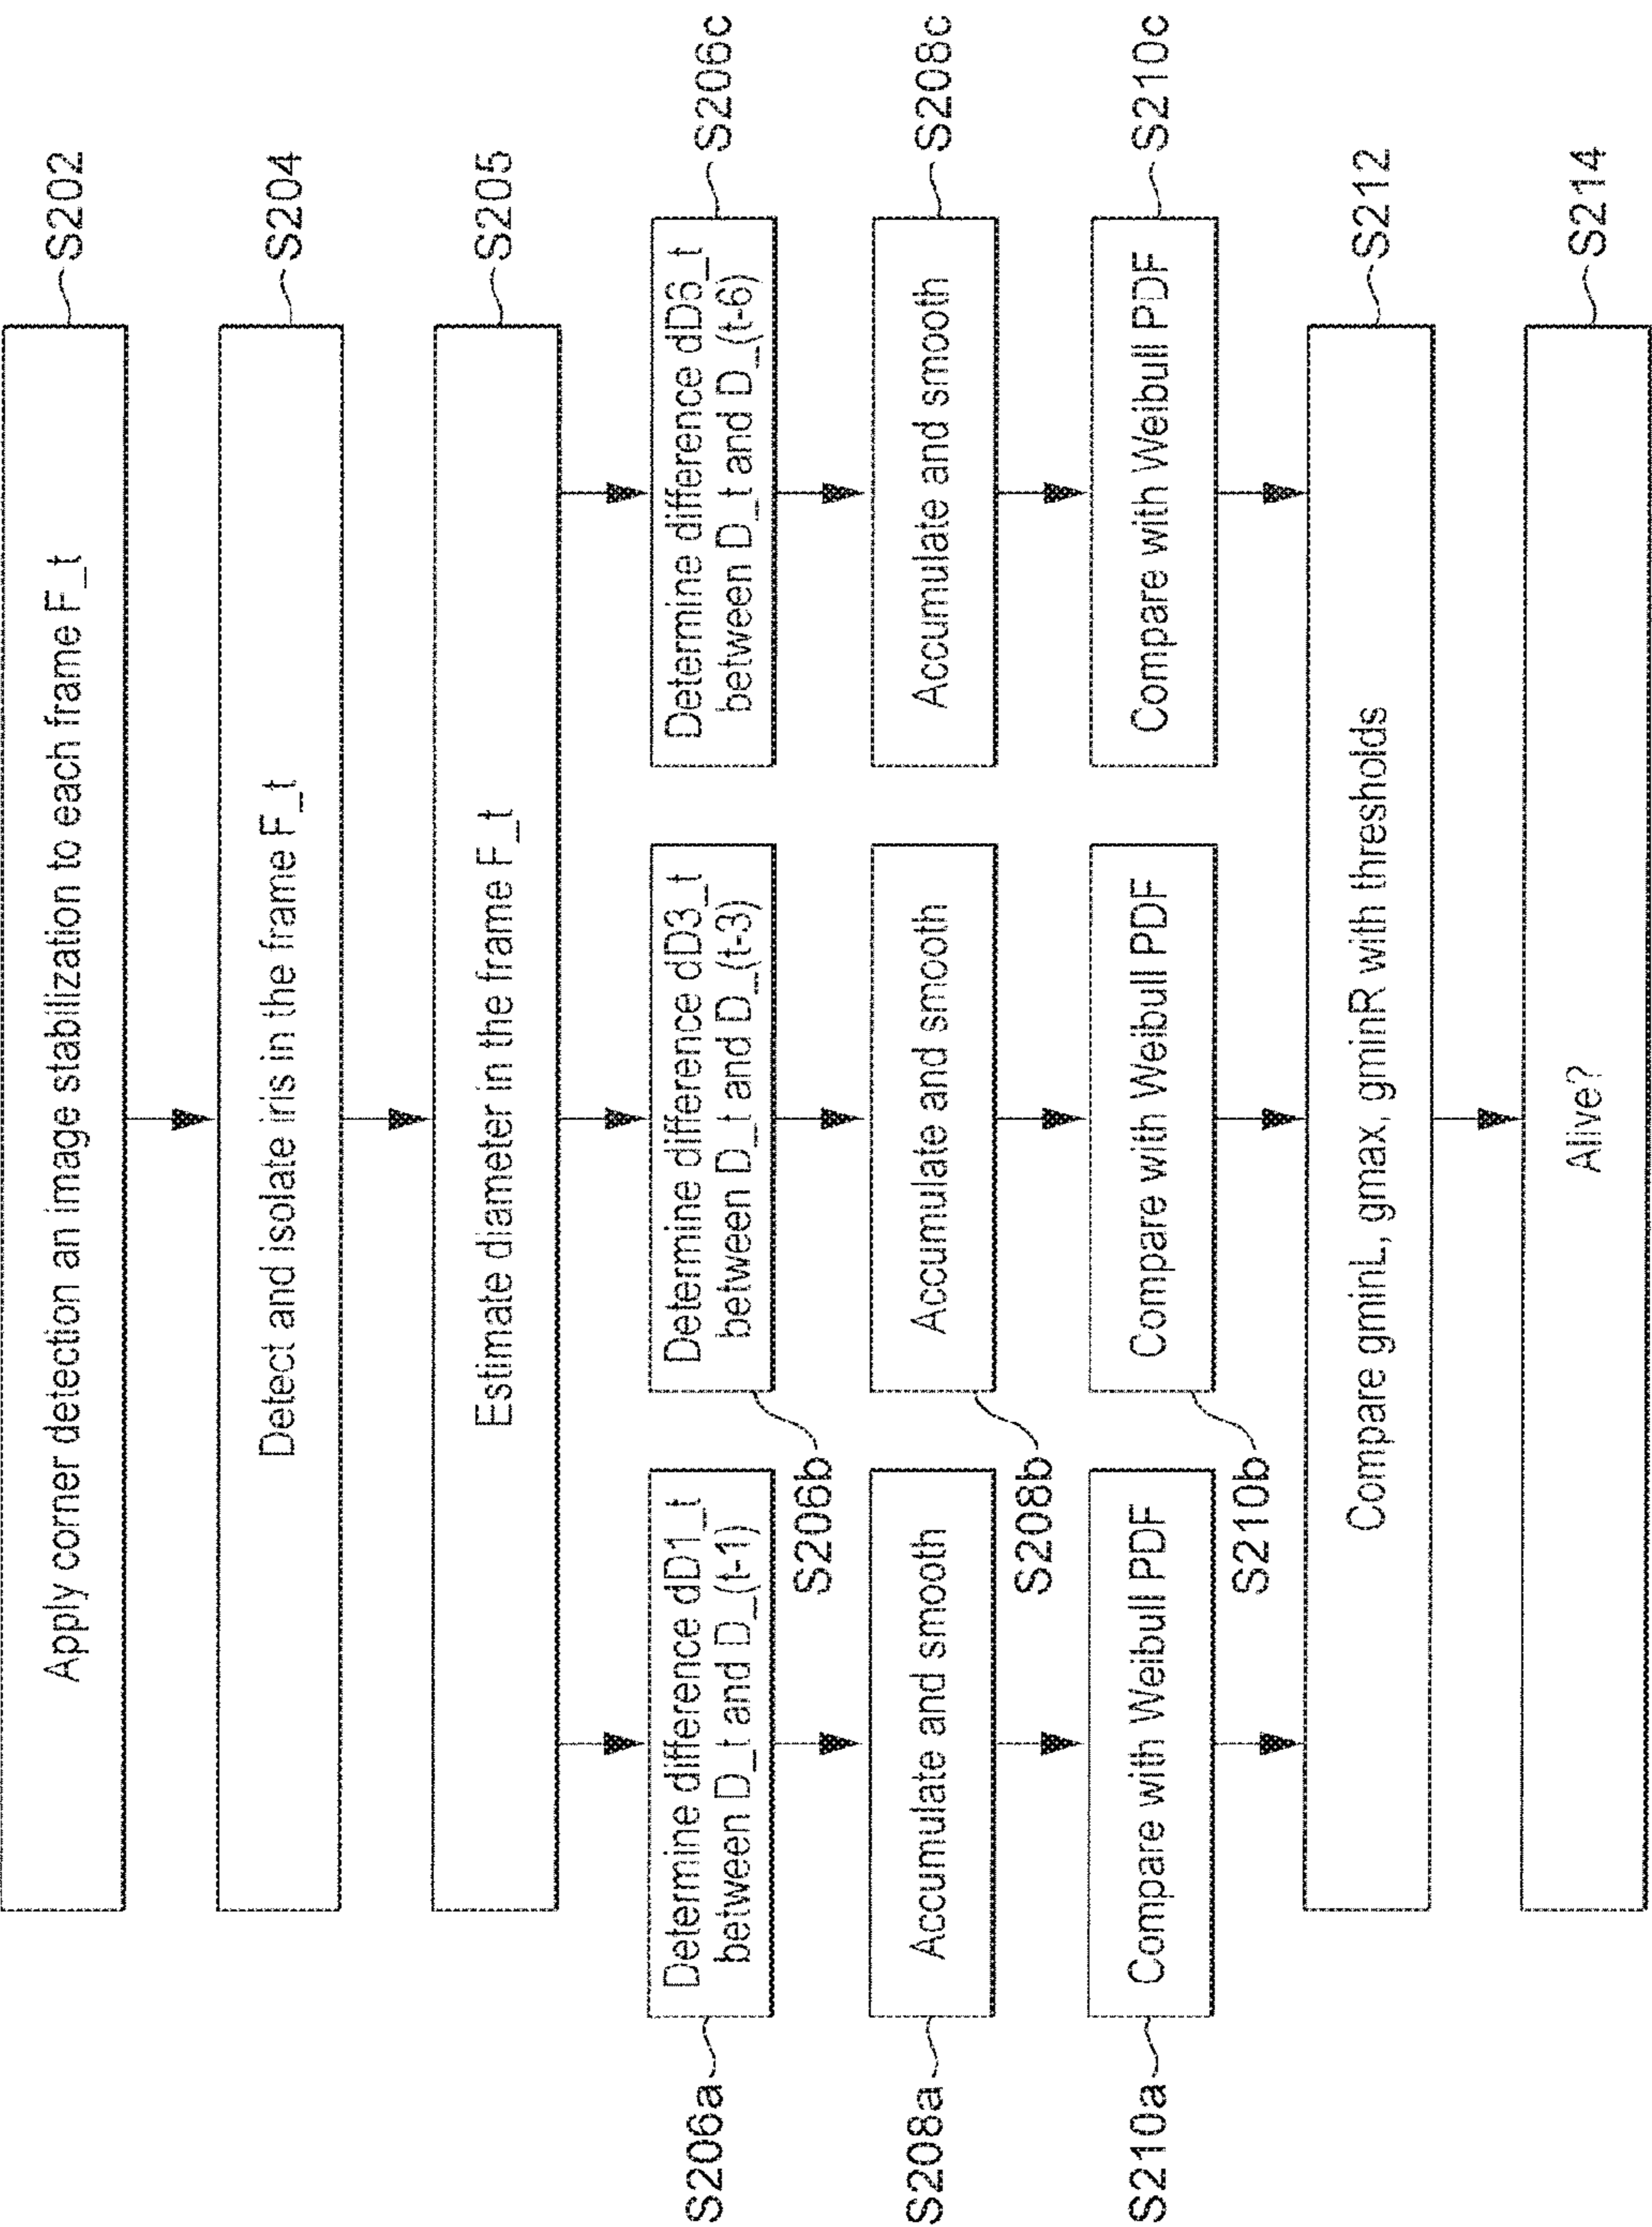 Apply corner detection an image stabilization to each frame F_t
S202
Detect and isolate iris in the frame F_t
S204
Estimate diameter in the frame F_t
S205
S206a
Determine difference dD1_t
between D_t and D_(t-1)
Determine difference dD3_t
between D_t and D_(t-3)
S206b
Determine difference dD6_t
between D_t and D_(t-6)
S206c
S208a
Accumulate and smooth
Accumulate and smooth
S208b
Accumulate and smooth
S208c
S210a
Compare with Weibull PDF
Compare with Weibull PDF
S210b
Compare with Weibull PDF
S210c
Compare gminL, gmax, gminR with thresholds
S212
Alive?
S214